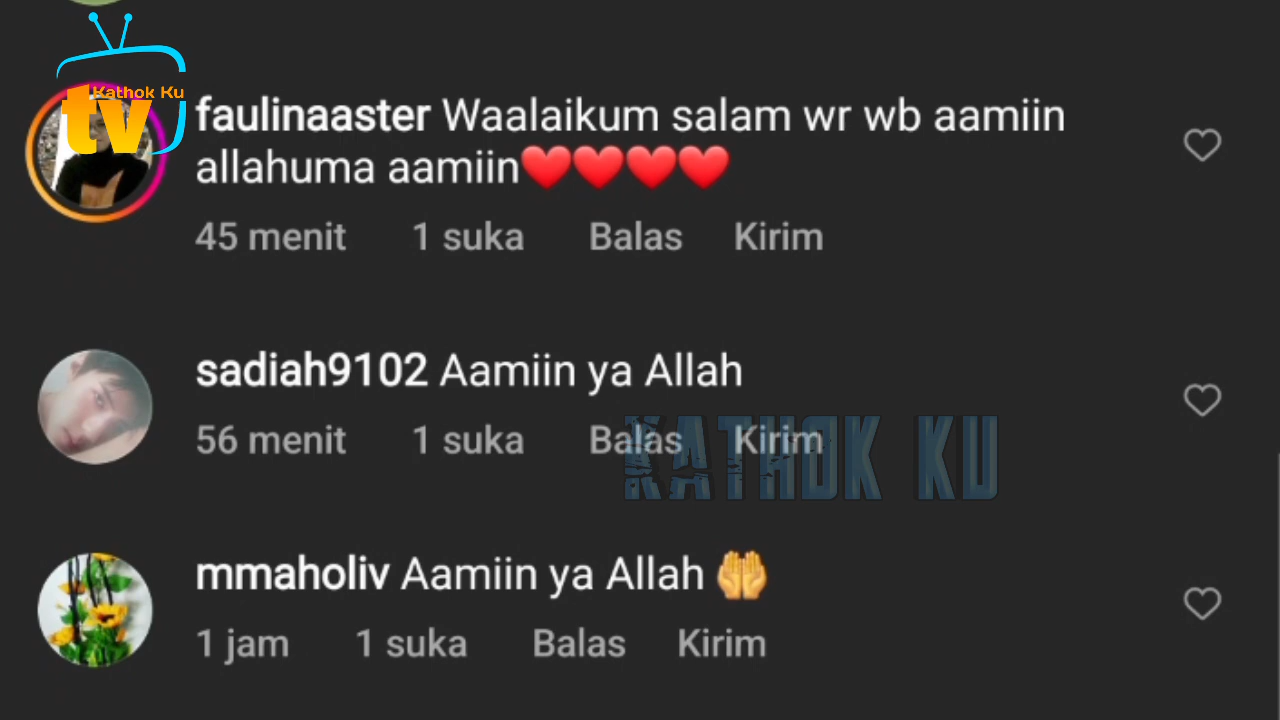 Kathok Ku
tv
faulinaaster Waalaikum salam wr wb aamiin
allahuma aamiin❤️❤️❤️❤️
45 menit 1 suka Balas Kirim
sadiah9102 Aamiin ya Allah
56 menit 1 suka Balas Kirim
KATHOK KU
mmaholiv Aamiin ya Allah 🤲
1 jam 1 suka Balas Kirim